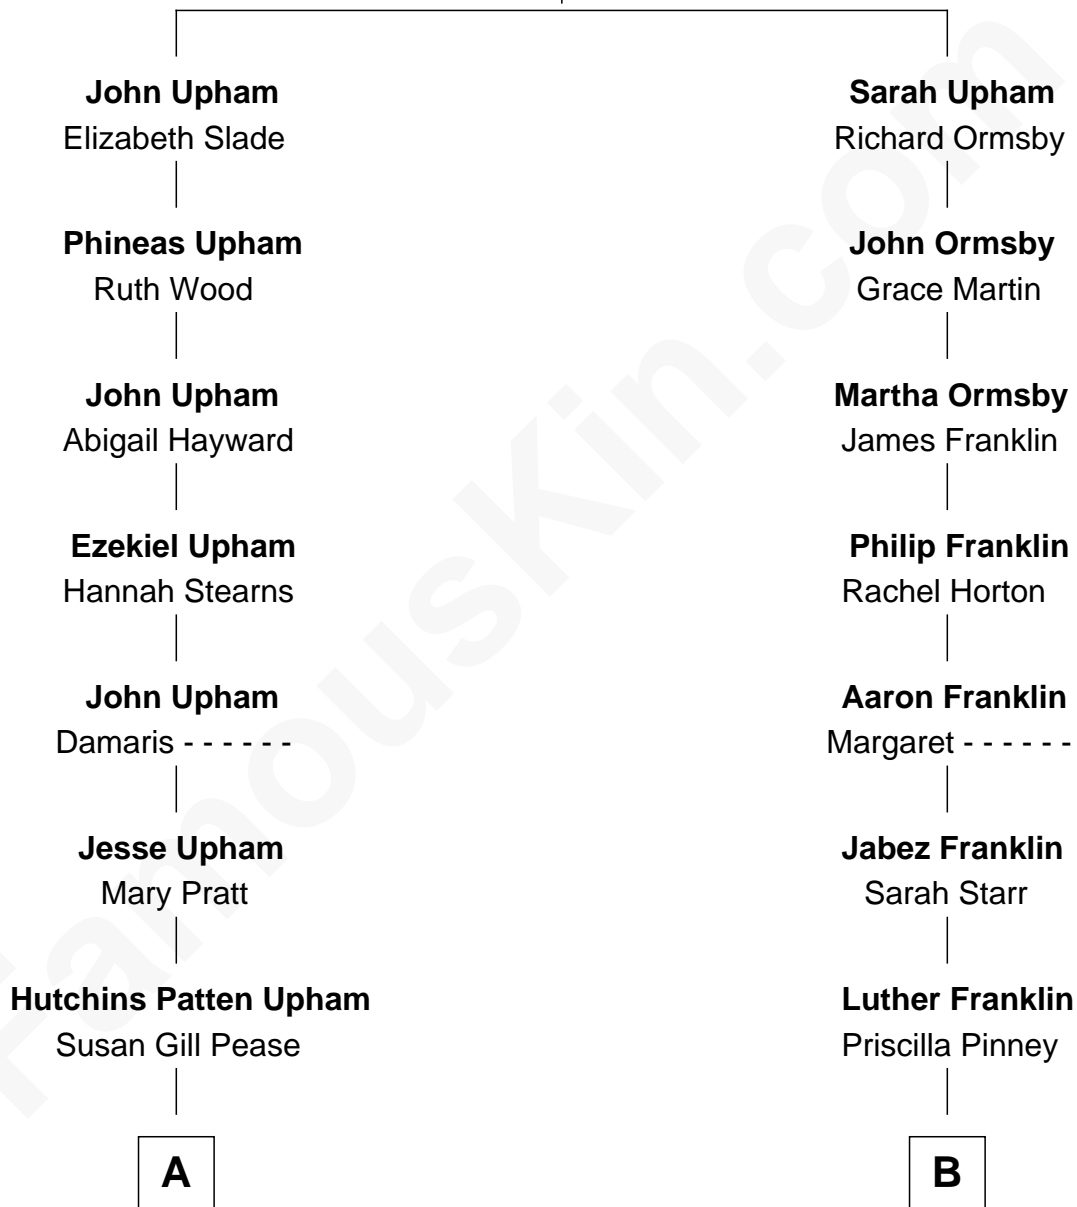 John Upham
Elizabeth Slade
Phineas Upham
Ruth Wood
John Upham
Abigail Hayward
Ezekiel Upham
Hannah Stearns
John Upham
Damaris - - - - - -
Jesse Upham
Mary Pratt
Hutchins Patten Upham
Susan Gill Pease
A
Sarah Upham
Richard Ormsby
John Ormsby
Grace Martin
Martha Ormsby
James Franklin
Philip Franklin
Rachel Horton
Aaron Franklin
Margaret - - - - - -
Jabez Franklin
Sarah Starr
Luther Franklin
Priscilla Pinney
B
FamousKin.com